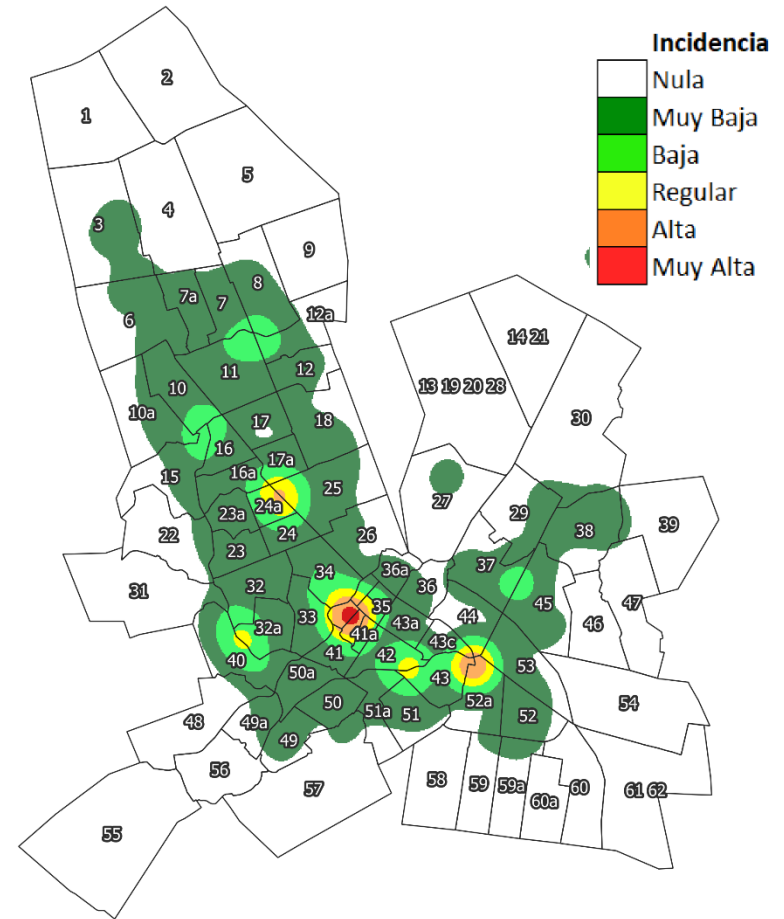 Incidencia
Nula
Muy Baja
Baja
Regular
Alta
Muy Alta
2
1
5
4
3
9
8
7a
7
12a
6
14 21
11
12
13 19 20 28
10
30
10a
18
17
16
17a
16a
15
25
27
24a
23a
29
38
39
22
24
26
23
37
36a
34
32
36
31
47
45
35
33
44
43a
46
32a
41a
43c
41
42
40
53
50a
43
52a
54
50
51a
51
52
48
49a
49
56
58
59
59a
60
57
61 62
60a
55